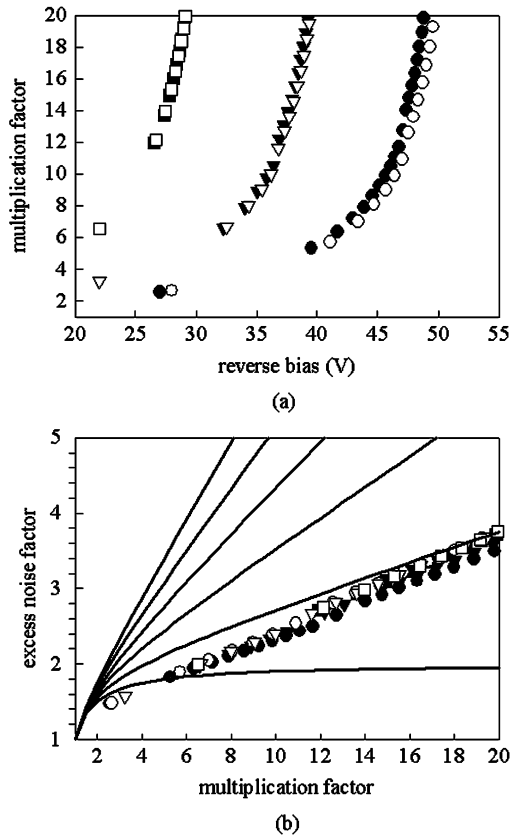 20
18
16
14
12
10
8
6
4
2
multiplication factor
20 25 30 35 40 45 50 55
reverse bias (V)
(a)
5
4
3
2
1
excess noise factor
2 4 6 8 10 12 14 16 18 20
multiplication factor
(b)